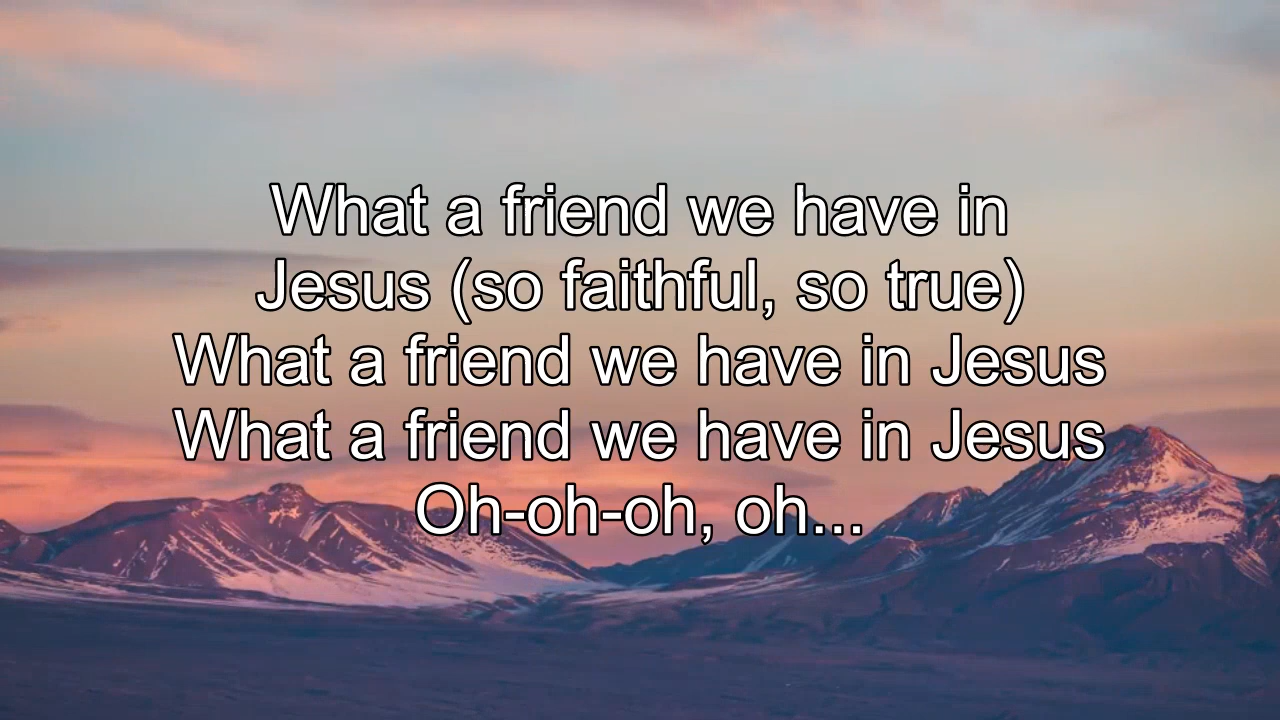 What a friend we have in
Jesus (so faithful, so true)
What a friend we have in Jesus
What a friend we have in Jesus
Oh-oh-oh, oh...